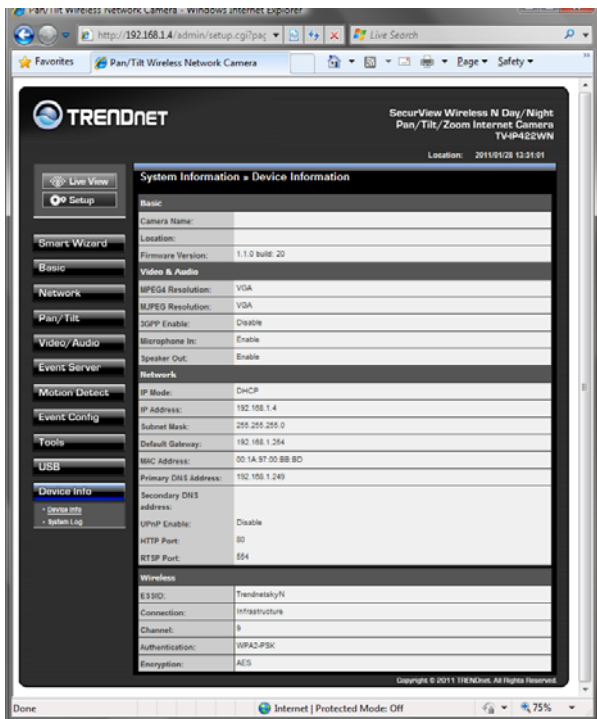 Pan/Tilt Wireless Network Camera - Windows Internet Explorer
http://192.168.1.4/admin/setup.cgi?pag
Live Search
Favorites
Pan/Tilt Wireless Network Camera
Page
Safety
TRENDNET
SecurView Wireless N Day/Night
Pan/Tilt/Zoom Internet Camera
TV-IP422WN
Location: 2011/01/28 13:31:01
Live View
Setup
Smart Wizard
Basic
Network
Pan/Tilt
Video/Audio
Event Server
Motion Detect
Event Config
Tools
USB
Device Info
• Device Info
• System Log
System Information » Device Information
Basic
Camera Name:
Location:
Firmware Version: 1.1.0 build: 20
Video & Audio
MPEG4 Resolution: VGA
MJPEG Resolution: VGA
3GPP Enable: Disable
Microphone In: Enable
Speaker Out: Enable
Network
IP Mode: DHCP
IP Address: 192.168.1.4
Subnet Mask: 255.255.255.0
Default Gateway: 192.168.1.254
MAC Address: 00:1A:97:00:BB:BD
Primary DNS Address: 192.168.1.249
Secondary DNS
address:
UPnP Enable: Disable
HTTP Port: 80
RTSP Port: 554
Wireless
ESSID: TrendnetskyN
Connection: Infrastructure
Channel: 9
Authentication: WPA2-PSK
Encryption: AES
Copyright © 2011 TRENDnet. All Rights Reserved.
Done
Internet | Protected Mode: Off
75%